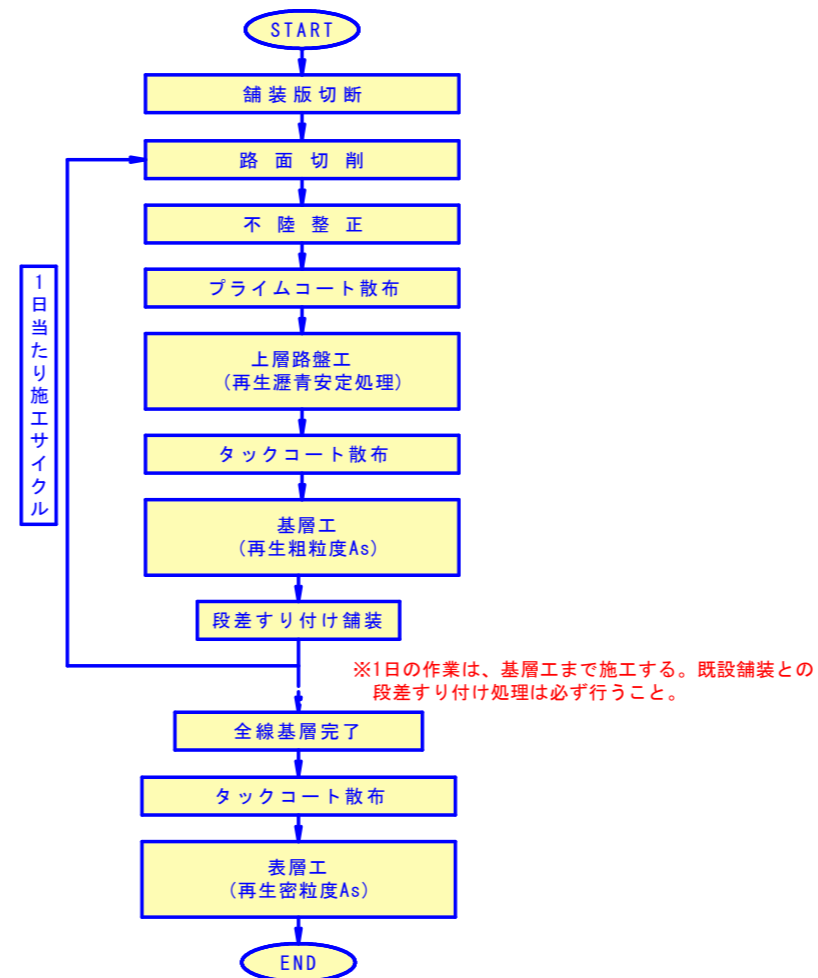 START
舗装版切断
路面切削
不陸整正
プライムコート散布
上層路盤工
(再生瀝青安定処理)
タックコート散布
基層工
(再生粗粒度As)
段差すり付け舗装
1日当たり施工サイクル
※1日の作業は、基層工まで施工する。既設舗装との
段差すり付け処理は必ず行うこと。
全線基層完了
タックコート散布
表層工
(再生密粒度As)
END